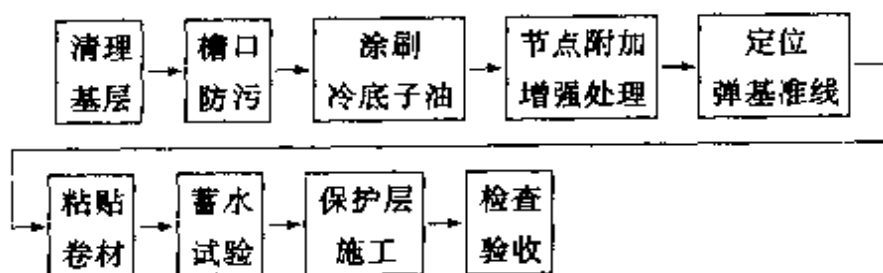 清理
基层
檐口
防污
涂刷
冷底子油
节点附加
增强处理
定位
弹基准线
粘贴
卷材
蓄水
试验
保护层
施工
检查
验收